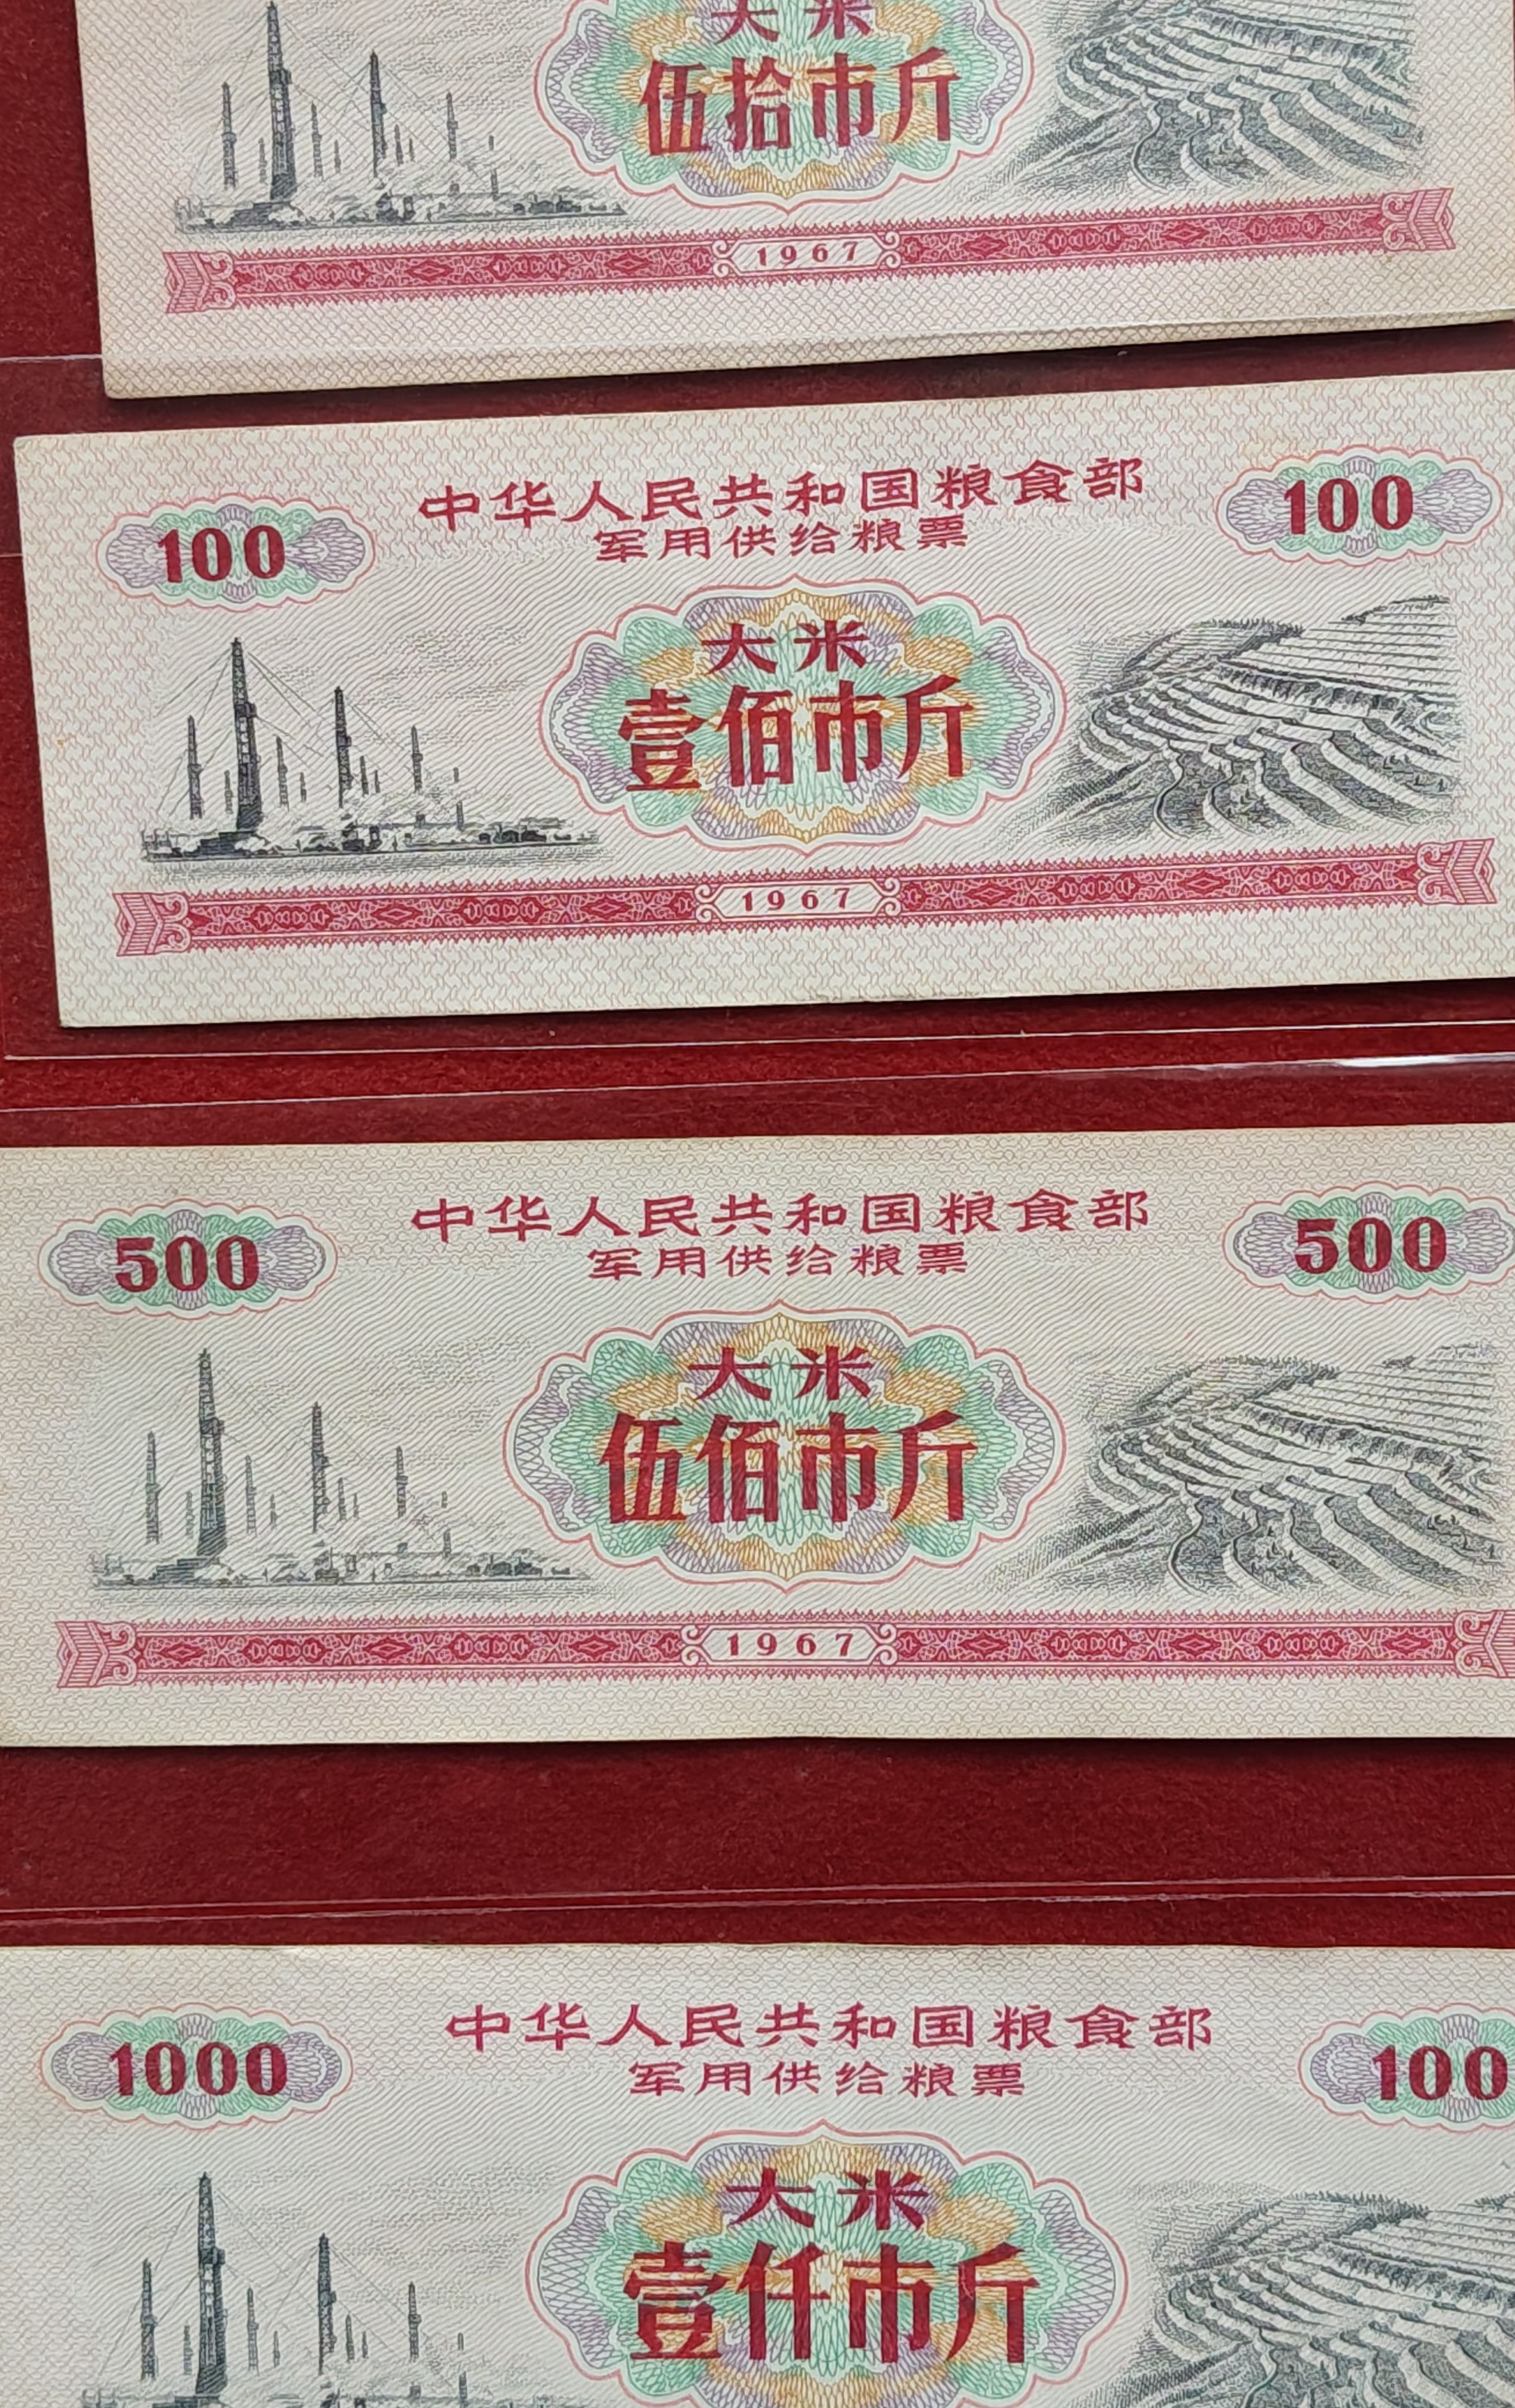 大米
伍拾市斤
1967
中华人民共和国粮食部
军用供给粮票
100
100
大米
壹佰市斤
1967
中华人民共和国粮食部
军用供给粮票
500
500
大米
伍佰市斤
1967
中华人民共和国粮食部
军用供给粮票
1000
100
大米
壹仟市斤